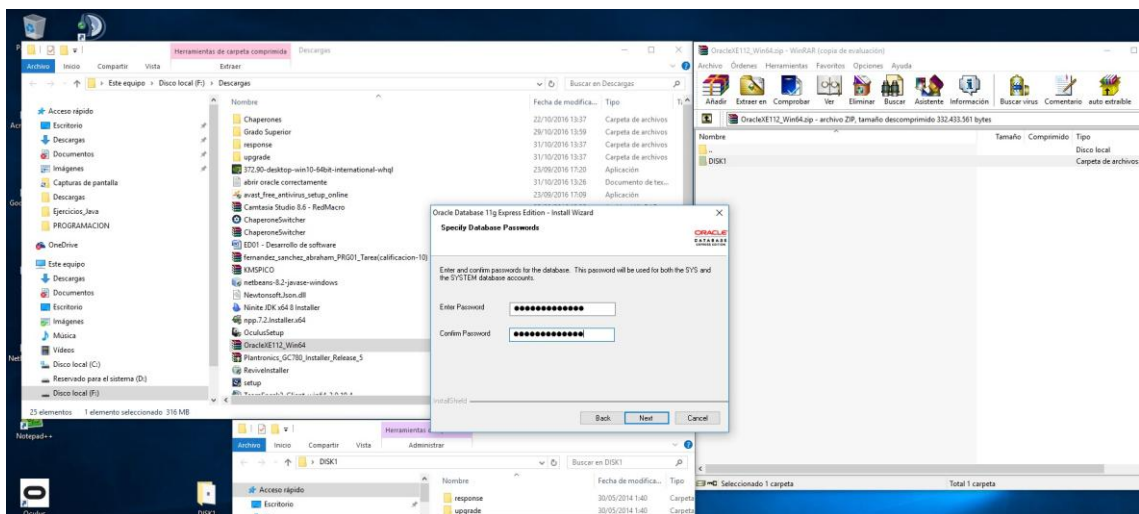 Herramientas de carpeta comprimida Descargas
Archivo Inicio Compartir Vista Extraer
Este equipo > Disco local (F:) > Descargas
Buscar en Descargas
Acceso rápido
Escritorio
Descargas
Documentos
Imágenes
Capturas de pantalla
Descargas
Ejercicios_Java
PROGRAMACION
OneDrive
Este equipo
Descargas
Documentos
Escritorio
Imágenes
Música
Vídeos
Disco local (C:)
Reservado para el sistema (D:)
Disco local (F:)
Nombre Fecha de modifica... Tipo
Chaperones 22/10/2016 13:37 Carpeta de archivos
Grado Superior 29/10/2016 13:59 Carpeta de archivos
response 31/10/2016 13:37 Carpeta de archivos
upgrade 31/10/2016 13:37 Carpeta de archivos
372.90-desktop-win10-64bit-international-whql 23/09/2016 17:20 Aplicación
abrir oracle correctamente 31/10/2016 13:26 Documento de tex...
avast_free_antivirus_setup_online 23/09/2016 17:09 Aplicación
Camtasia Studio 8.6 - RedMacro
ChaperoneSwitcher
ChaperoneSwitcher
ED01 - Desarrollo de software
fernandez_sanchez_abraham_PRG01_Tarea(calificacion-10)
KMSPICO
netbeans-8.2-javase-windows
Newtonsoft.Json.dll
Ninite JDK x64 8 Installer
npp.7.2.Installer.x64
OculusSetup
OracleXE112_Win64
Plantronics_GC780_Installer_Release_5
ReviveInstaller
setup
25 elementos 1 elemento seleccionado 316 MB
OracleXE112_Win64.zip - WinRAR (copia de evaluación)
Archivo Órdenes Herramientas Favoritos Opciones Ayuda
Añadir Extraer en Comprobar Ver Eliminar Buscar Asistente Información Buscar virus Comentario auto extraíble
OracleXE112_Win64.zip - archivo ZIP, tamaño descomprimido 332.433.561 bytes
Nombre Tamaño Comprimido Tipo
.. Disco local
DISK1 Carpeta de archivos
Seleccionado 1 carpeta Total 1 carpeta
Oracle Database 11g Express Edition - Install Wizard
Specify Database Passwords
ORACLE
DATABASE
EXPRESS EDITION
Enter and confirm passwords for the database. This password will be used for both the SYS and
the SYSTEM database accounts.
Enter Password
Confirm Password
InstallShield
Back Next Cancel
Archivo Inicio Compartir Vista Administrar
DISK1
Buscar en DISK1
Acceso rápido
Escritorio
Nombre Fecha de modifica... Tipo
response 30/05/2014 1:40 Carpeta
upgrade 30/05/2014 1:40 Carpeta
Notepad++
Oculus
DISK1